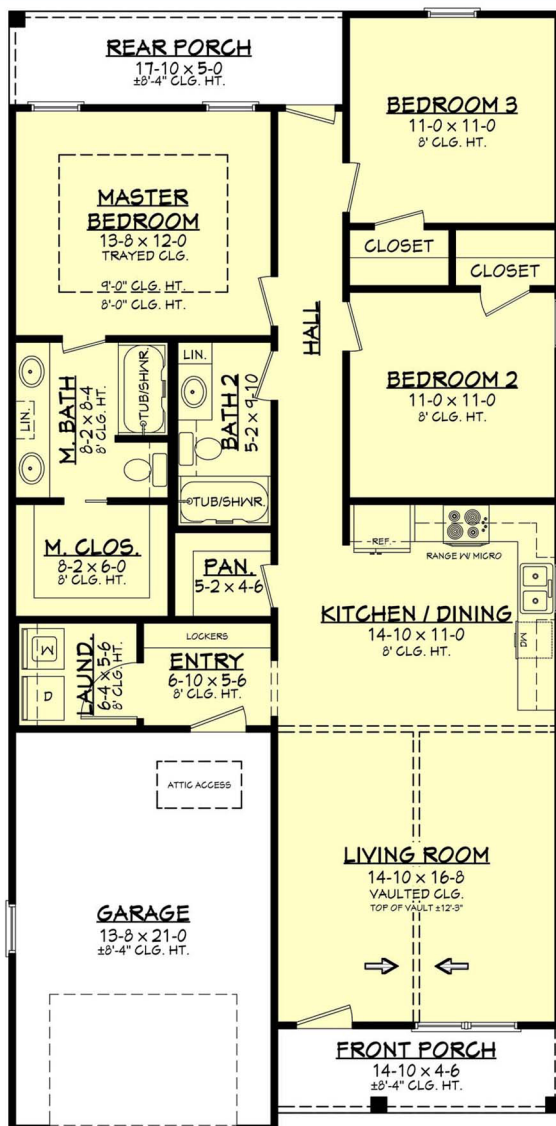 REAR PORCH
17-10 x 5-0
±8'-4" CLG. HT.
BEDROOM 3
11-0 x 11-0
8' CLG. HT.
MASTER
BEDROOM
13-8 x 12-0
TRAYED CLG.
9'-0" CLG. HT.
8'-0" CLG. HT.
CLOSET
CLOSET
HALL
BEDROOM 2
11-0 x 11-0
8' CLG. HT.
LIN.
M. BATH
8-2 x 8-4
8' CLG. HT.
TUB/SHWR.
LIN.
BATH 2
5-2 x 9-10
TUB/SHWR.
M. CLOS.
8-2 x 6-0
8' CLG. HT.
PAN.
5-2 x 4-6
REF.
RANGE W/ MICRO
KITCHEN / DINING
14-10 x 11-0
8' CLG. HT.
DW
W
D
LAUND.
6-4 x 5-6
8' CLG. HT.
LOCKERS
ENTRY
6-10 x 5-6
8' CLG. HT.
ATTIC ACCESS
LIVING ROOM
14-10 x 16-8
VAULTED CLG.
TOP OF VAULT ±12'-3"
GARAGE
13-8 x 21-0
±8'-4" CLG. HT.
FRONT PORCH
14-10 x 4-6
±8'-4" CLG. HT.